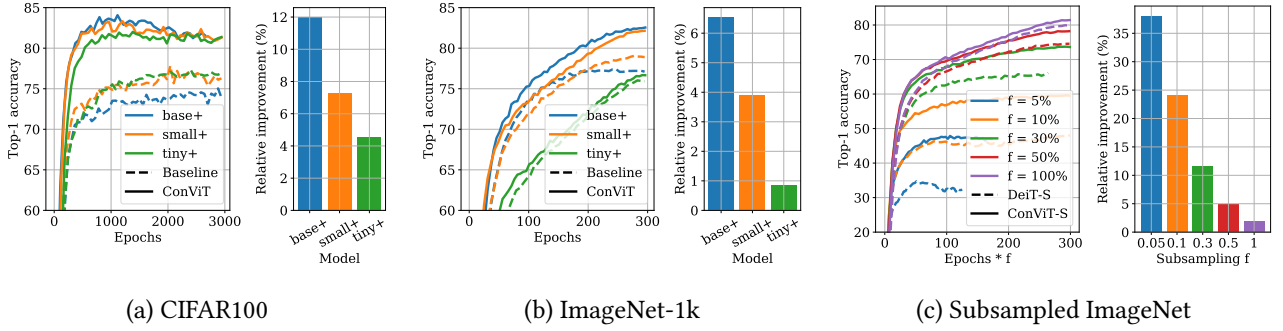 85
80
75
70
65
60
Top-1 accuracy
0
1000
2000
3000
Epochs
base+
small+
tiny+
Baseline
ConViT
12
10
8
6
4
2
0
Relative improvement (%)
base+
small+
tiny+
Model
(a) CIFAR100
85
80
75
70
65
60
Top-1 accuracy
0
100
200
300
Epochs
base+
small+
tiny+
Baseline
ConViT
6
5
4
3
2
1
0
Relative improvement (%)
base+
small+
tiny+
Model
(b) ImageNet-1k
80
70
60
50
40
30
20
Top-1 accuracy
0
100
200
300
Epochs * f
f = 5%
f = 10%
f = 30%
f = 50%
f = 100%
DeiT-S
ConViT-S
35
30
25
20
15
10
5
0
Relative improvement (%)
0.05
0.1
0.3
0.5
1
Subsampling f
(c) Subsampled ImageNet